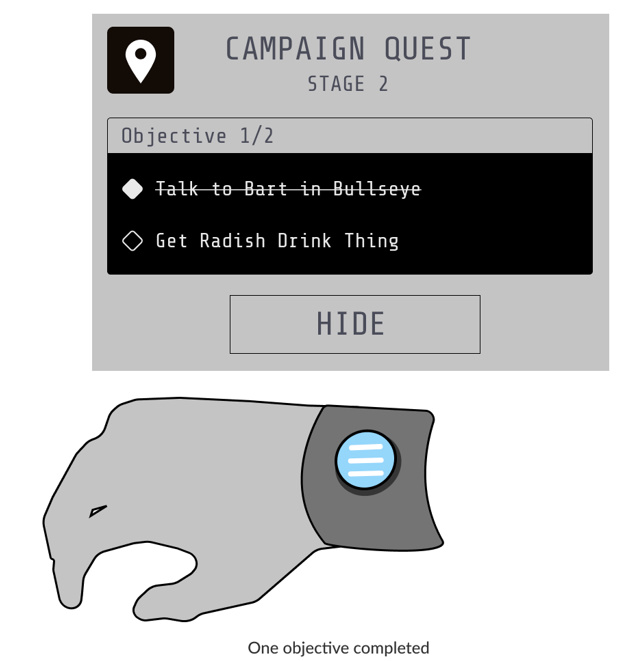 CAMPAIGN QUEST
STAGE 2
Objective 1/2
Talk to Bart in Bullseye
Get Radish Drink Thing
HIDE
One objective completed